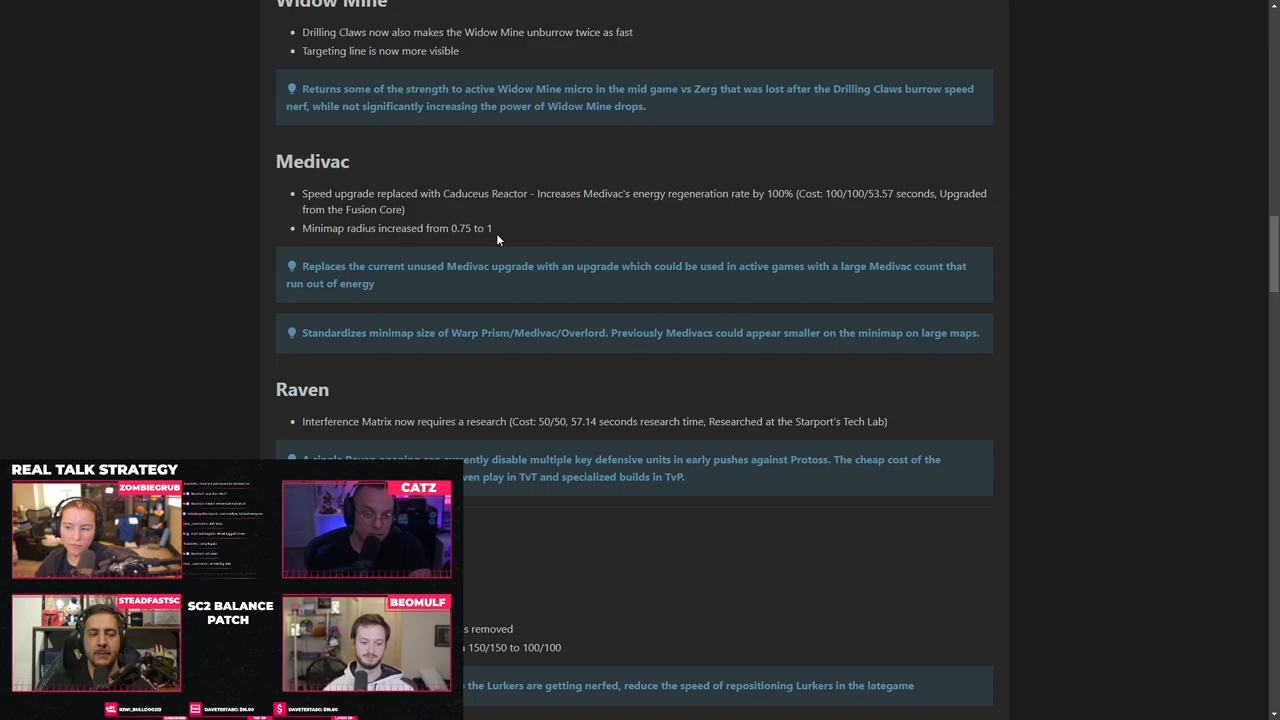 Widow Mine
Drilling Claws now also makes the Widow Mine unburrow twice as fast
Targeting line is now more visible
Returns some of the strength to active Widow Mine micro in the mid game vs Zerg that was lost after the Drilling Claws burrow speed
nerf, while not significantly increasing the power of Widow Mine drops.
Medivac
Speed upgrade replaced with Caduceus Reactor - Increases Medivac's energy regeneration rate by 100% (Cost: 100/100/53.57 seconds, Upgraded
from the Fusion Core)
Minimap radius increased from 0.75 to 1
Replaces the current unused Medivac upgrade with an upgrade which could be used in active games with a large Medivac count that
run out of energy
Standardizes minimap size of Warp Prism/Medivac/Overlord. Previously Medivacs could appear smaller on the minimap on large maps.
Raven
Interference Matrix now requires a research (Cost: 50/50, 57.14 seconds research time, Researched at the Starport's Tech Lab)
A single Raven opening can currently disable multiple key defensive units in early pushes against Protoss. The cheap cost of the
ven play in TvT and specialized builds in TvP.
s removed
150/150 to 100/100
the Lurkers are getting nerfed, reduce the speed of repositioning Lurkers in the lategame
REAL TALK STRATEGY
ZOMBIEGRUB
CATZ
STEADFASTSC
SC2 BALANCE
PATCH
BEOMULF
KIWI_BULLDOG213
DAVETESTASC: $16.00
DAVETESTASC: $16.00